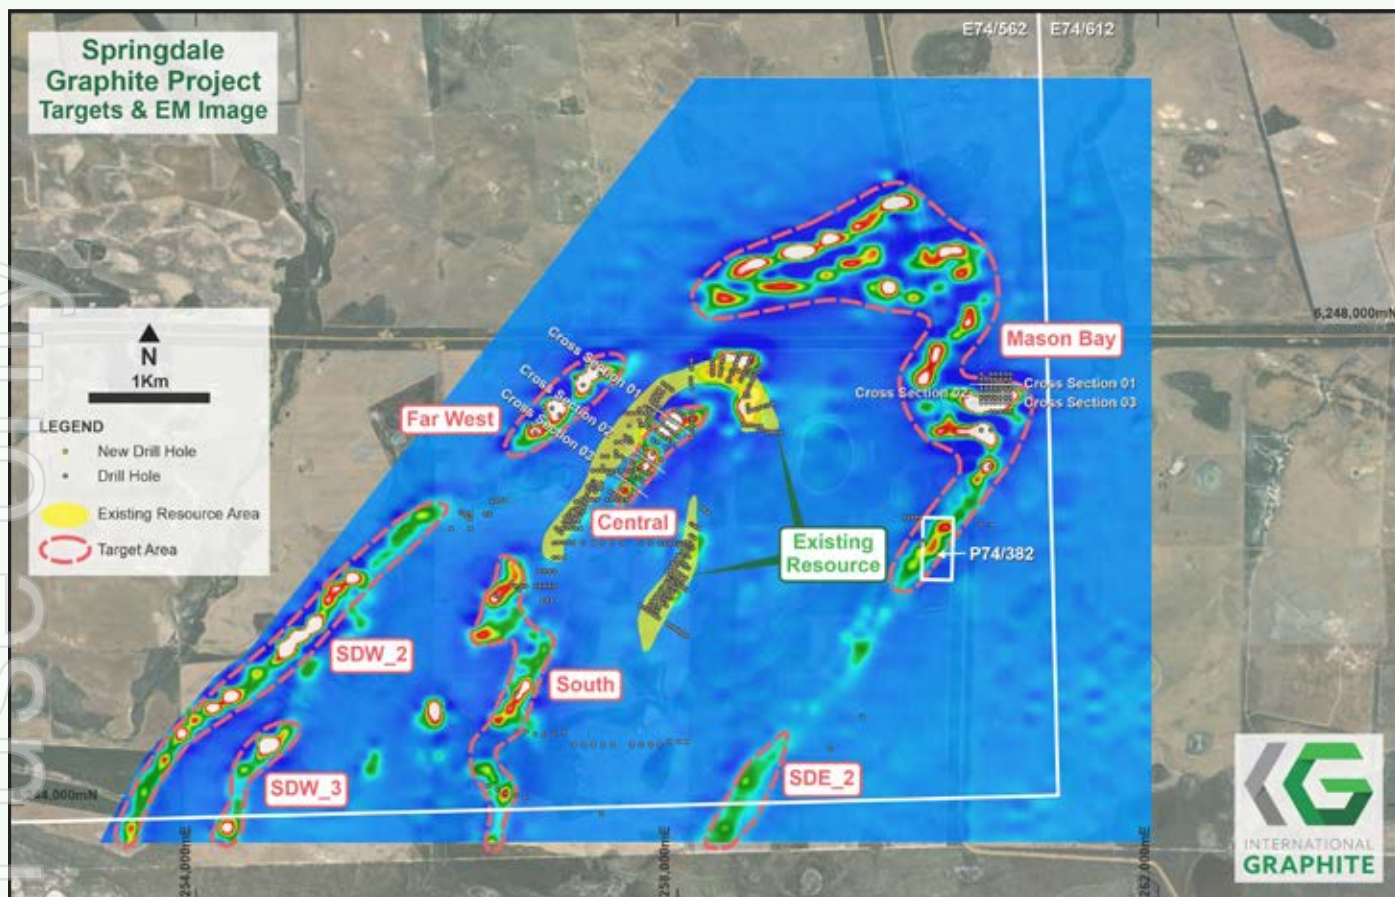 Springdale
Graphite Project
Targets & EM Image
E74/562
E74/612
N
1Km
LEGEND
New Drill Hole
Drill Hole
Existing Resource Area
Target Area
6,248,000mN
Mason Bay
Cross Section 01
Cross Section 02
Cross Section 03
Cross Section 01
Cross Section 02
Cross Section 03
Far West
Central
Existing
Resource
P74/382
SDW_2
South
SDW_3
SDE_2
254,000mE
258,000mE
262,000mE
INTERNATIONAL
GRAPHITE